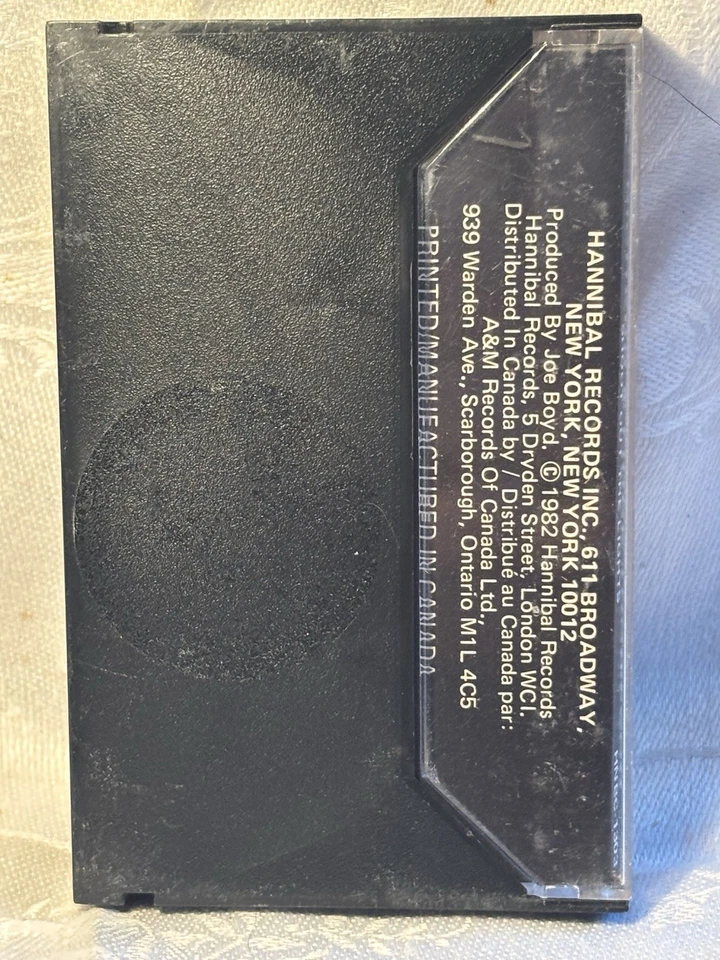 HANNIBAL RECORDS INC., 611 BROADWAY,
NEW YORK, NEW YORK 10012
Produced By Joe Boyd, © 1982 Hannibal Records
Hannibal Records, 5 Dryden Street, London WCI.
Distributed In Canada by / Distribué au Canada par:
A&M Records Of Canada Ltd.,
939 Warden Ave., Scarborough, Ontario M1L 4C5
PRINTED/MANUFACTURED IN CANADA